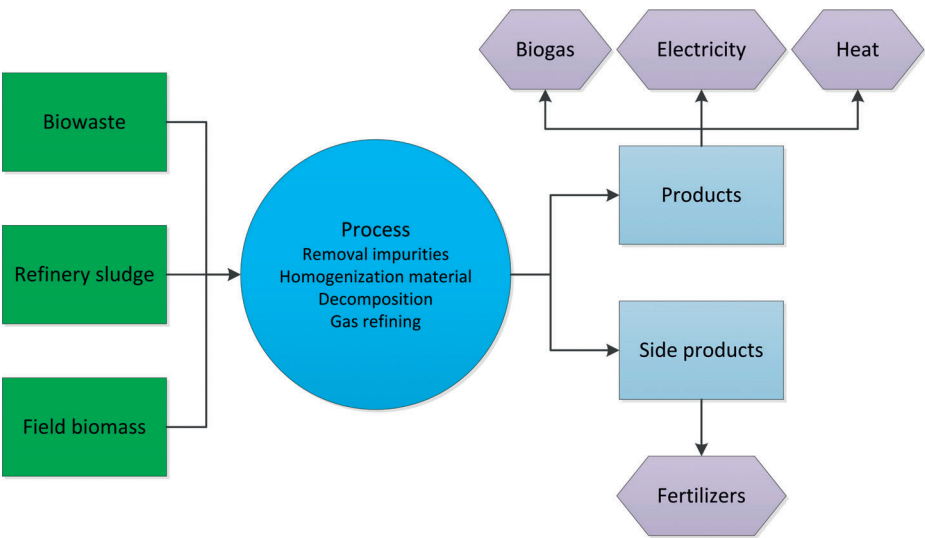 Biogas
Electricity
Heat
Biowaste
Products
Process
Removal impurities
Homogenization material
Decomposition
Gas refining
Refinery sludge
Side products
Field biomass
Fertilizers